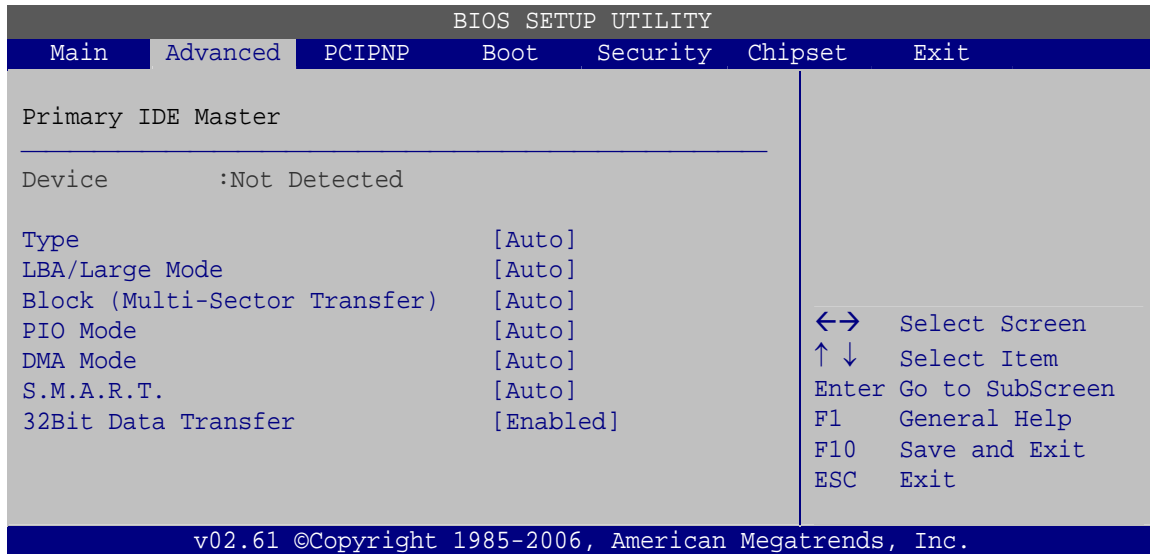 BIOS SETUP UTILITY
Main Advanced PCIPNP Boot Security Chipset Exit
Primary IDE Master
Device :Not Detected
Type [Auto]
LBA/Large Mode [Auto]
Block (Multi-Sector Transfer) [Auto]
PIO Mode [Auto]
DMA Mode [Auto]
S.M.A.R.T. [Auto]
32Bit Data Transfer [Enabled]
←→ Select Screen
↑ ↓ Select Item
Enter Go to SubScreen
F1 General Help
F10 Save and Exit
ESC Exit
v02.61 ©Copyright 1985-2006, American Megatrends, Inc.